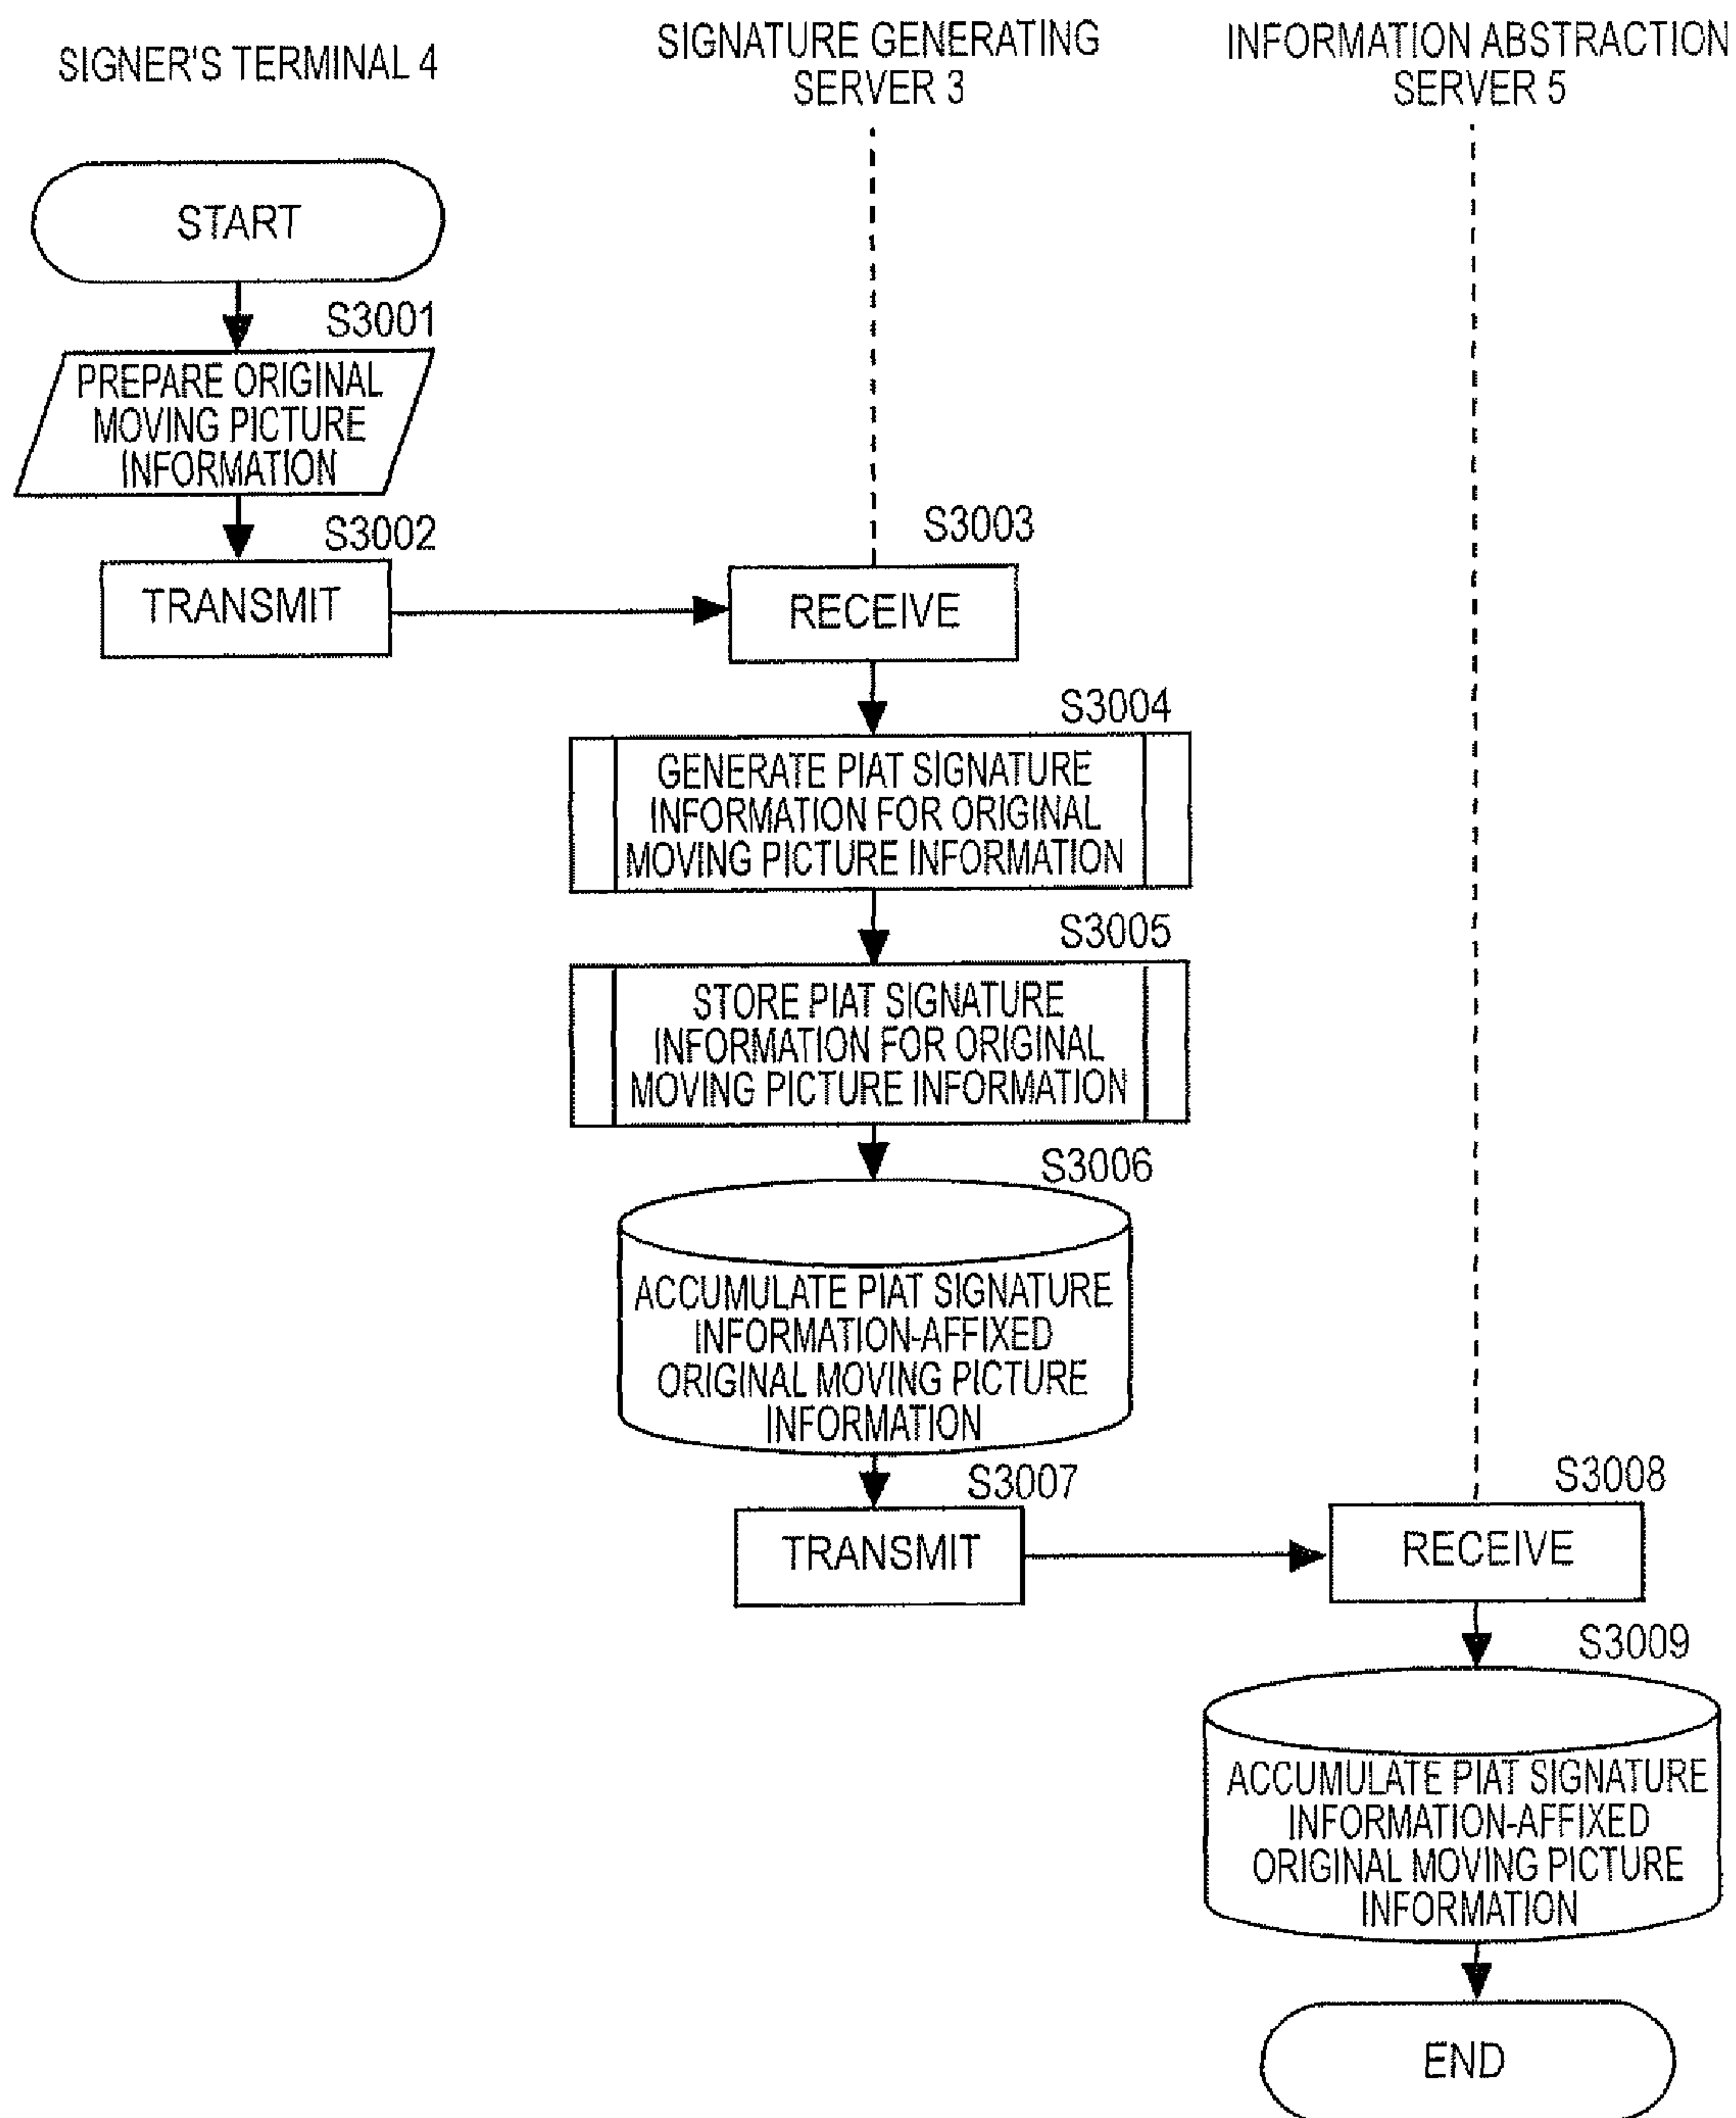 SIGNER'S TERMINAL 4
SIGNATURE GENERATING
SERVER 3
INFORMATION ABSTRACTION
SERVER 5
START
S3001
PREPARE ORIGINAL
MOVING PICTURE
INFORMATION
S3002
TRANSMIT
S3003
RECEIVE
S3004
GENERATE PIAT SIGNATURE
INFORMATION FOR ORIGINAL
MOVING PICTURE INFORMATION
S3005
STORE PIAT SIGNATURE
INFORMATION FOR ORIGINAL
MOVING PICTURE INFORMATION
S3006
ACCUMULATE PIAT SIGNATURE
INFORMATION-AFFIXED
ORIGINAL MOVING PICTURE
INFORMATION
S3007
TRANSMIT
S3008
RECEIVE
S3009
ACCUMULATE PIAT SIGNATURE
INFORMATION-AFFIXED
ORIGINAL MOVING PICTURE
INFORMATION
END